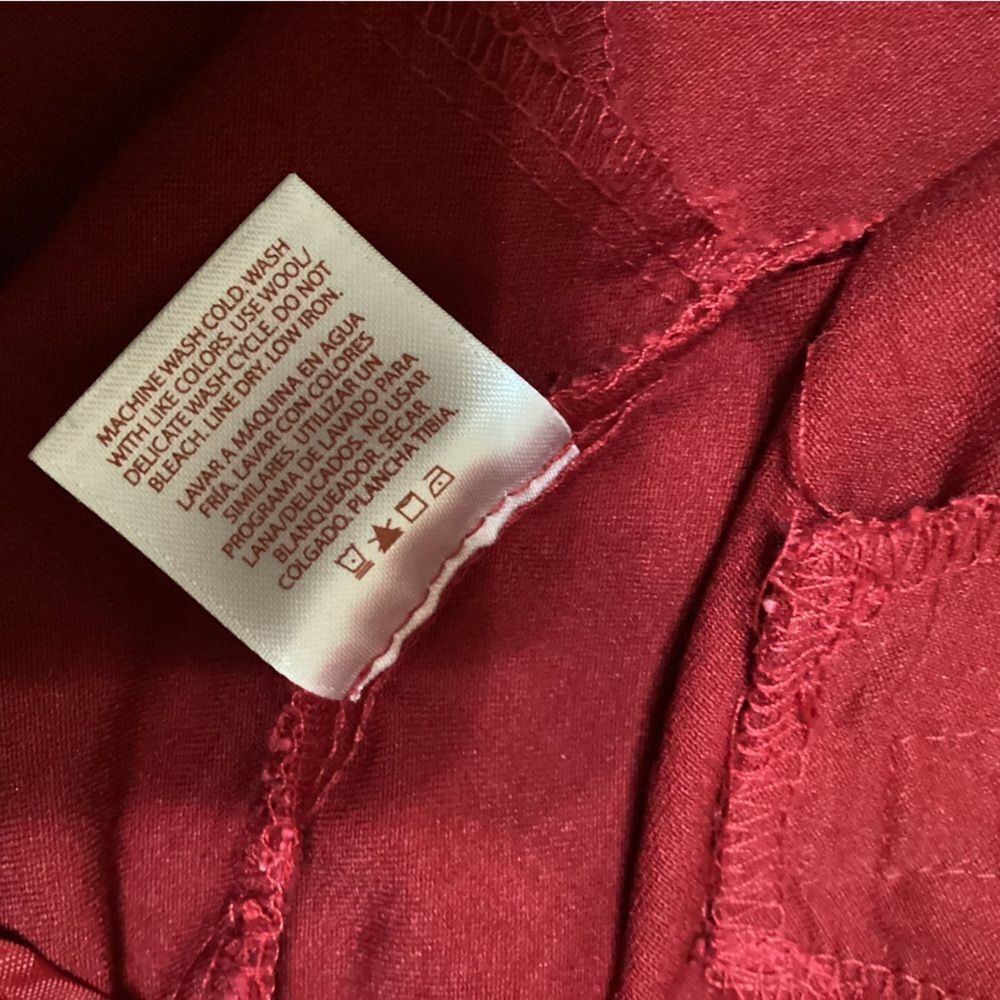 MACHINE WASH COLD. WASH
WITH LIKE COLORS. USE WOOL/
DELICATE WASH CYCLE. DO NOT
BLEACH. LINE DRY. LOW IRON.
LAVAR A MÁQUINA EN AGUA
FRÍA. LAVAR CON COLORES
SIMILARES. UTILIZAR UN
PROGRAMA DE LAVADO PARA
LANA/DELICADOS. NO USAR
BLANQUEADOR. SECAR
COLGADO. PLANCHA TIBIA.